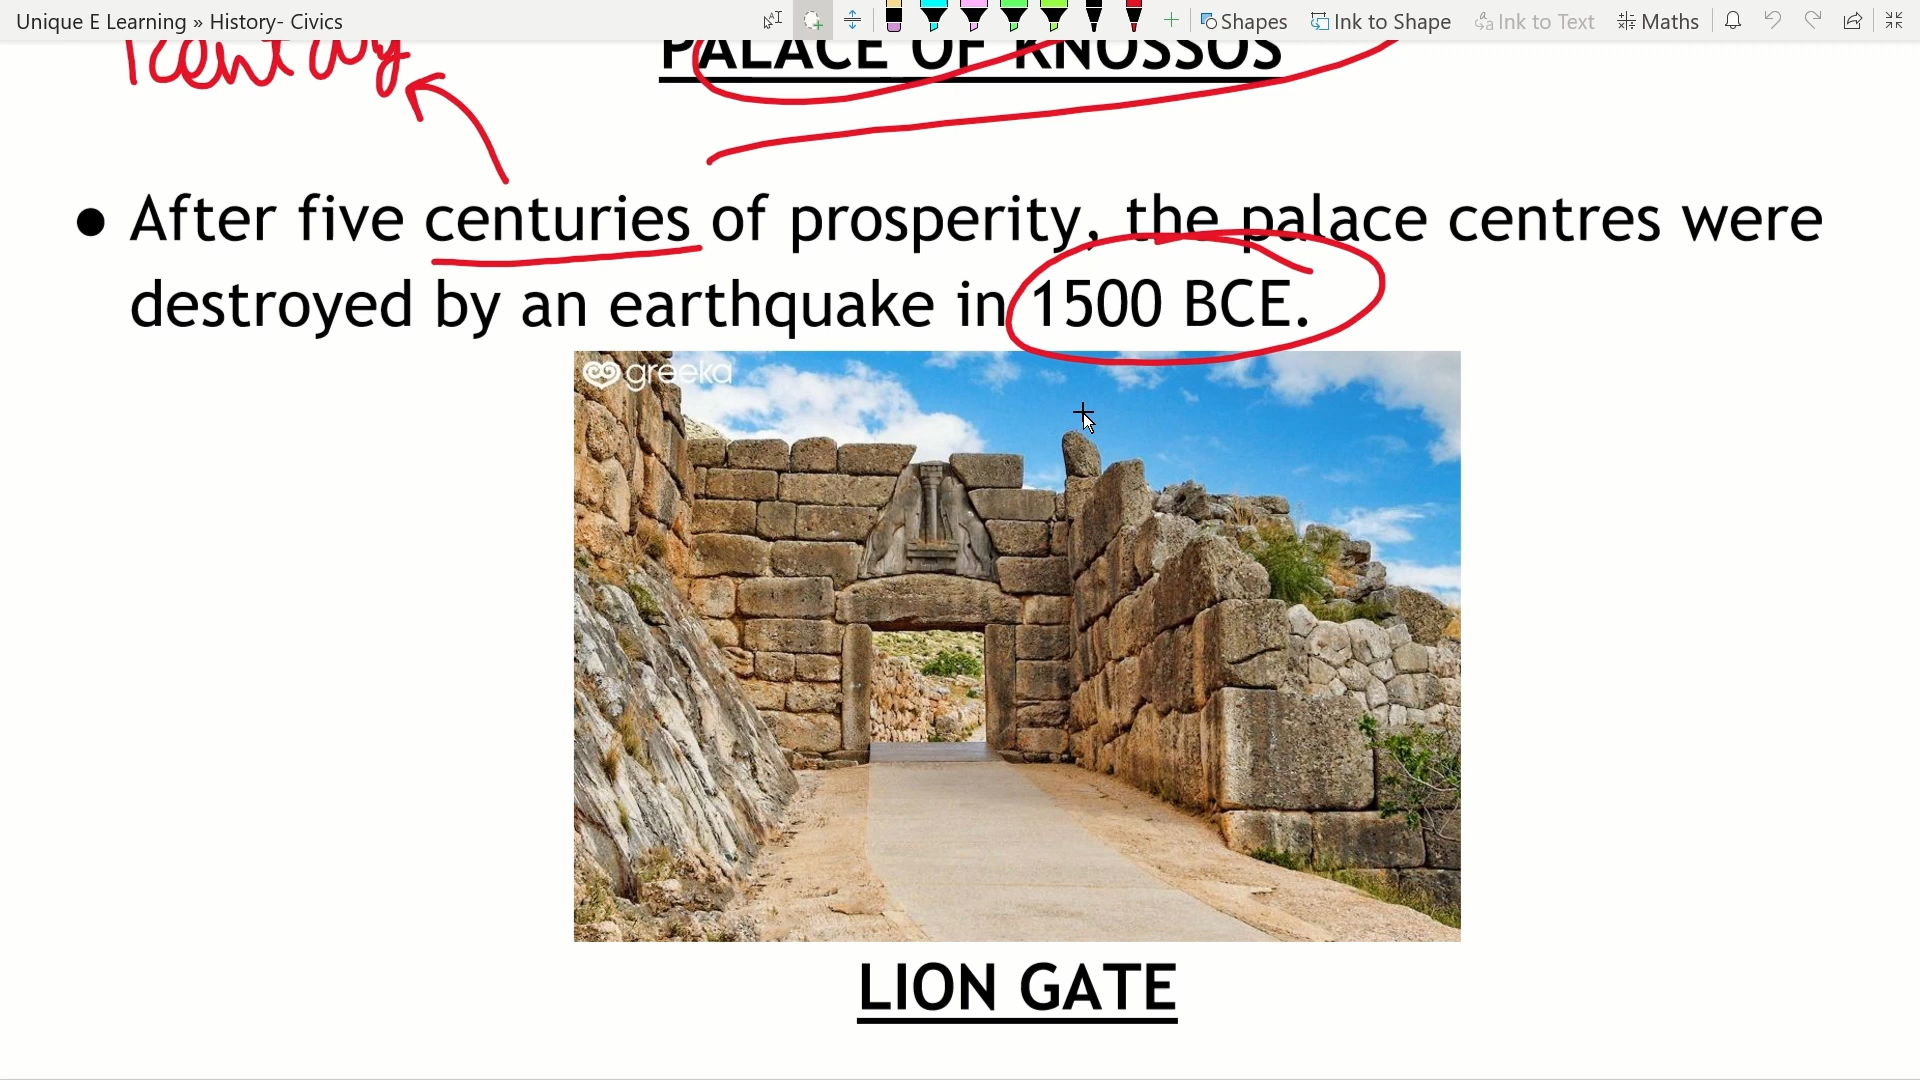 Unique E Learning » History- Civics
Shapes
Ink to Shape
Ink to Text
Maths
PALACE OF KNOSSOS
• After five centuries of prosperity, the palace centres were
destroyed by an earthquake in 1500 BCE.
greeka
LION GATE